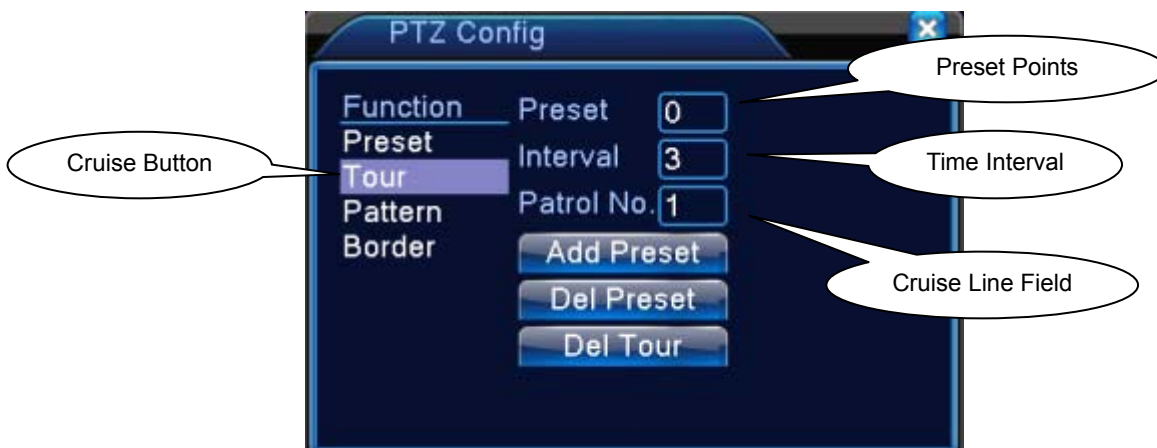 PTZ Config
Preset Points
Function
Preset 0
Preset
Interval 3
Time Interval
Cruise Button
Tour
Patrol No. 1
Pattern
Border
Add Preset
Cruise Line Field
Del Preset
Del Tour